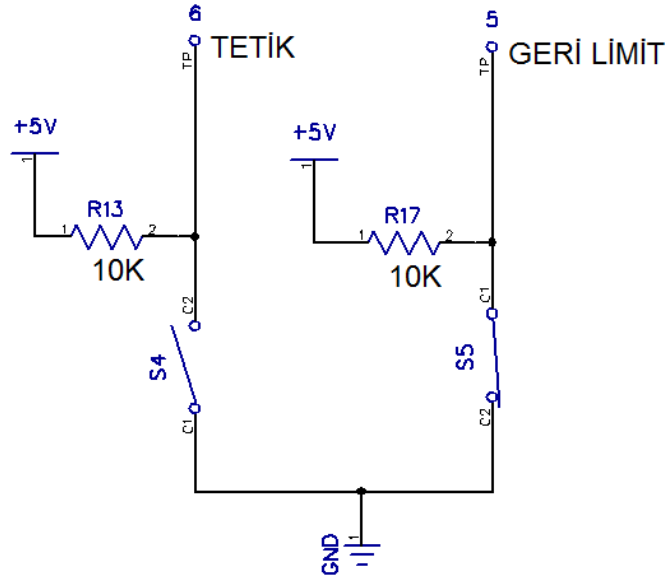 6
TETİK
TP
5
GERİ LİMİT
TP
+5V
1
+5V
1
1 R13 2
10K
1 R17 2
10K
C2
S4
C1
C1
S5
C2
1
GND